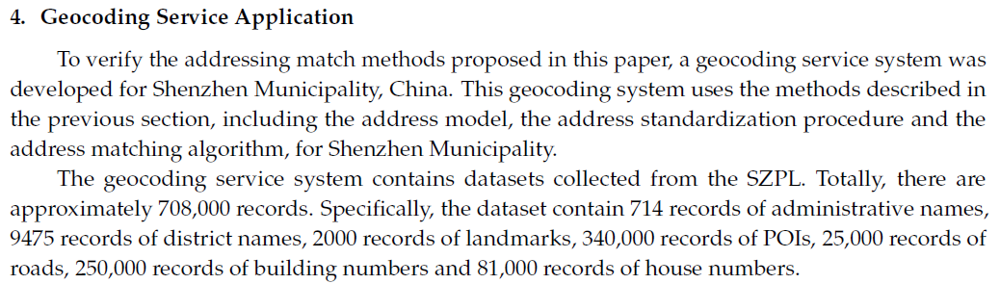 4. Geocoding Service Application
To verify the addressing match methods proposed in this paper, a geocoding service system was
developed for Shenzhen Municipality, China. This geocoding system uses the methods described in
the previous section, including the address model, the address standardization procedure and the
address matching algorithm, for Shenzhen Municipality.
The geocoding service system contains datasets collected from the SZPL. Totally, there are
approximately 708,000 records. Specifically, the dataset contain 714 records of administrative names,
9475 records of district names, 2000 records of landmarks, 340,000 records of POIs, 25,000 records of
roads, 250,000 records of building numbers and 81,000 records of house numbers.